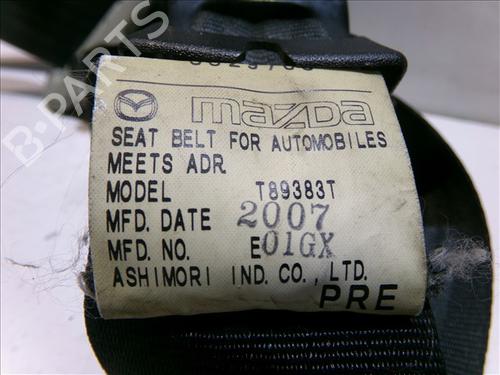 mazda
SEAT BELT FOR AUTOMOBILES
MEETS ADR
MODEL T89383T
MFD. DATE 2007
MFD. NO. E01GX
ASHIMORI IND. CO., LTD.
PRE
B-PARTS